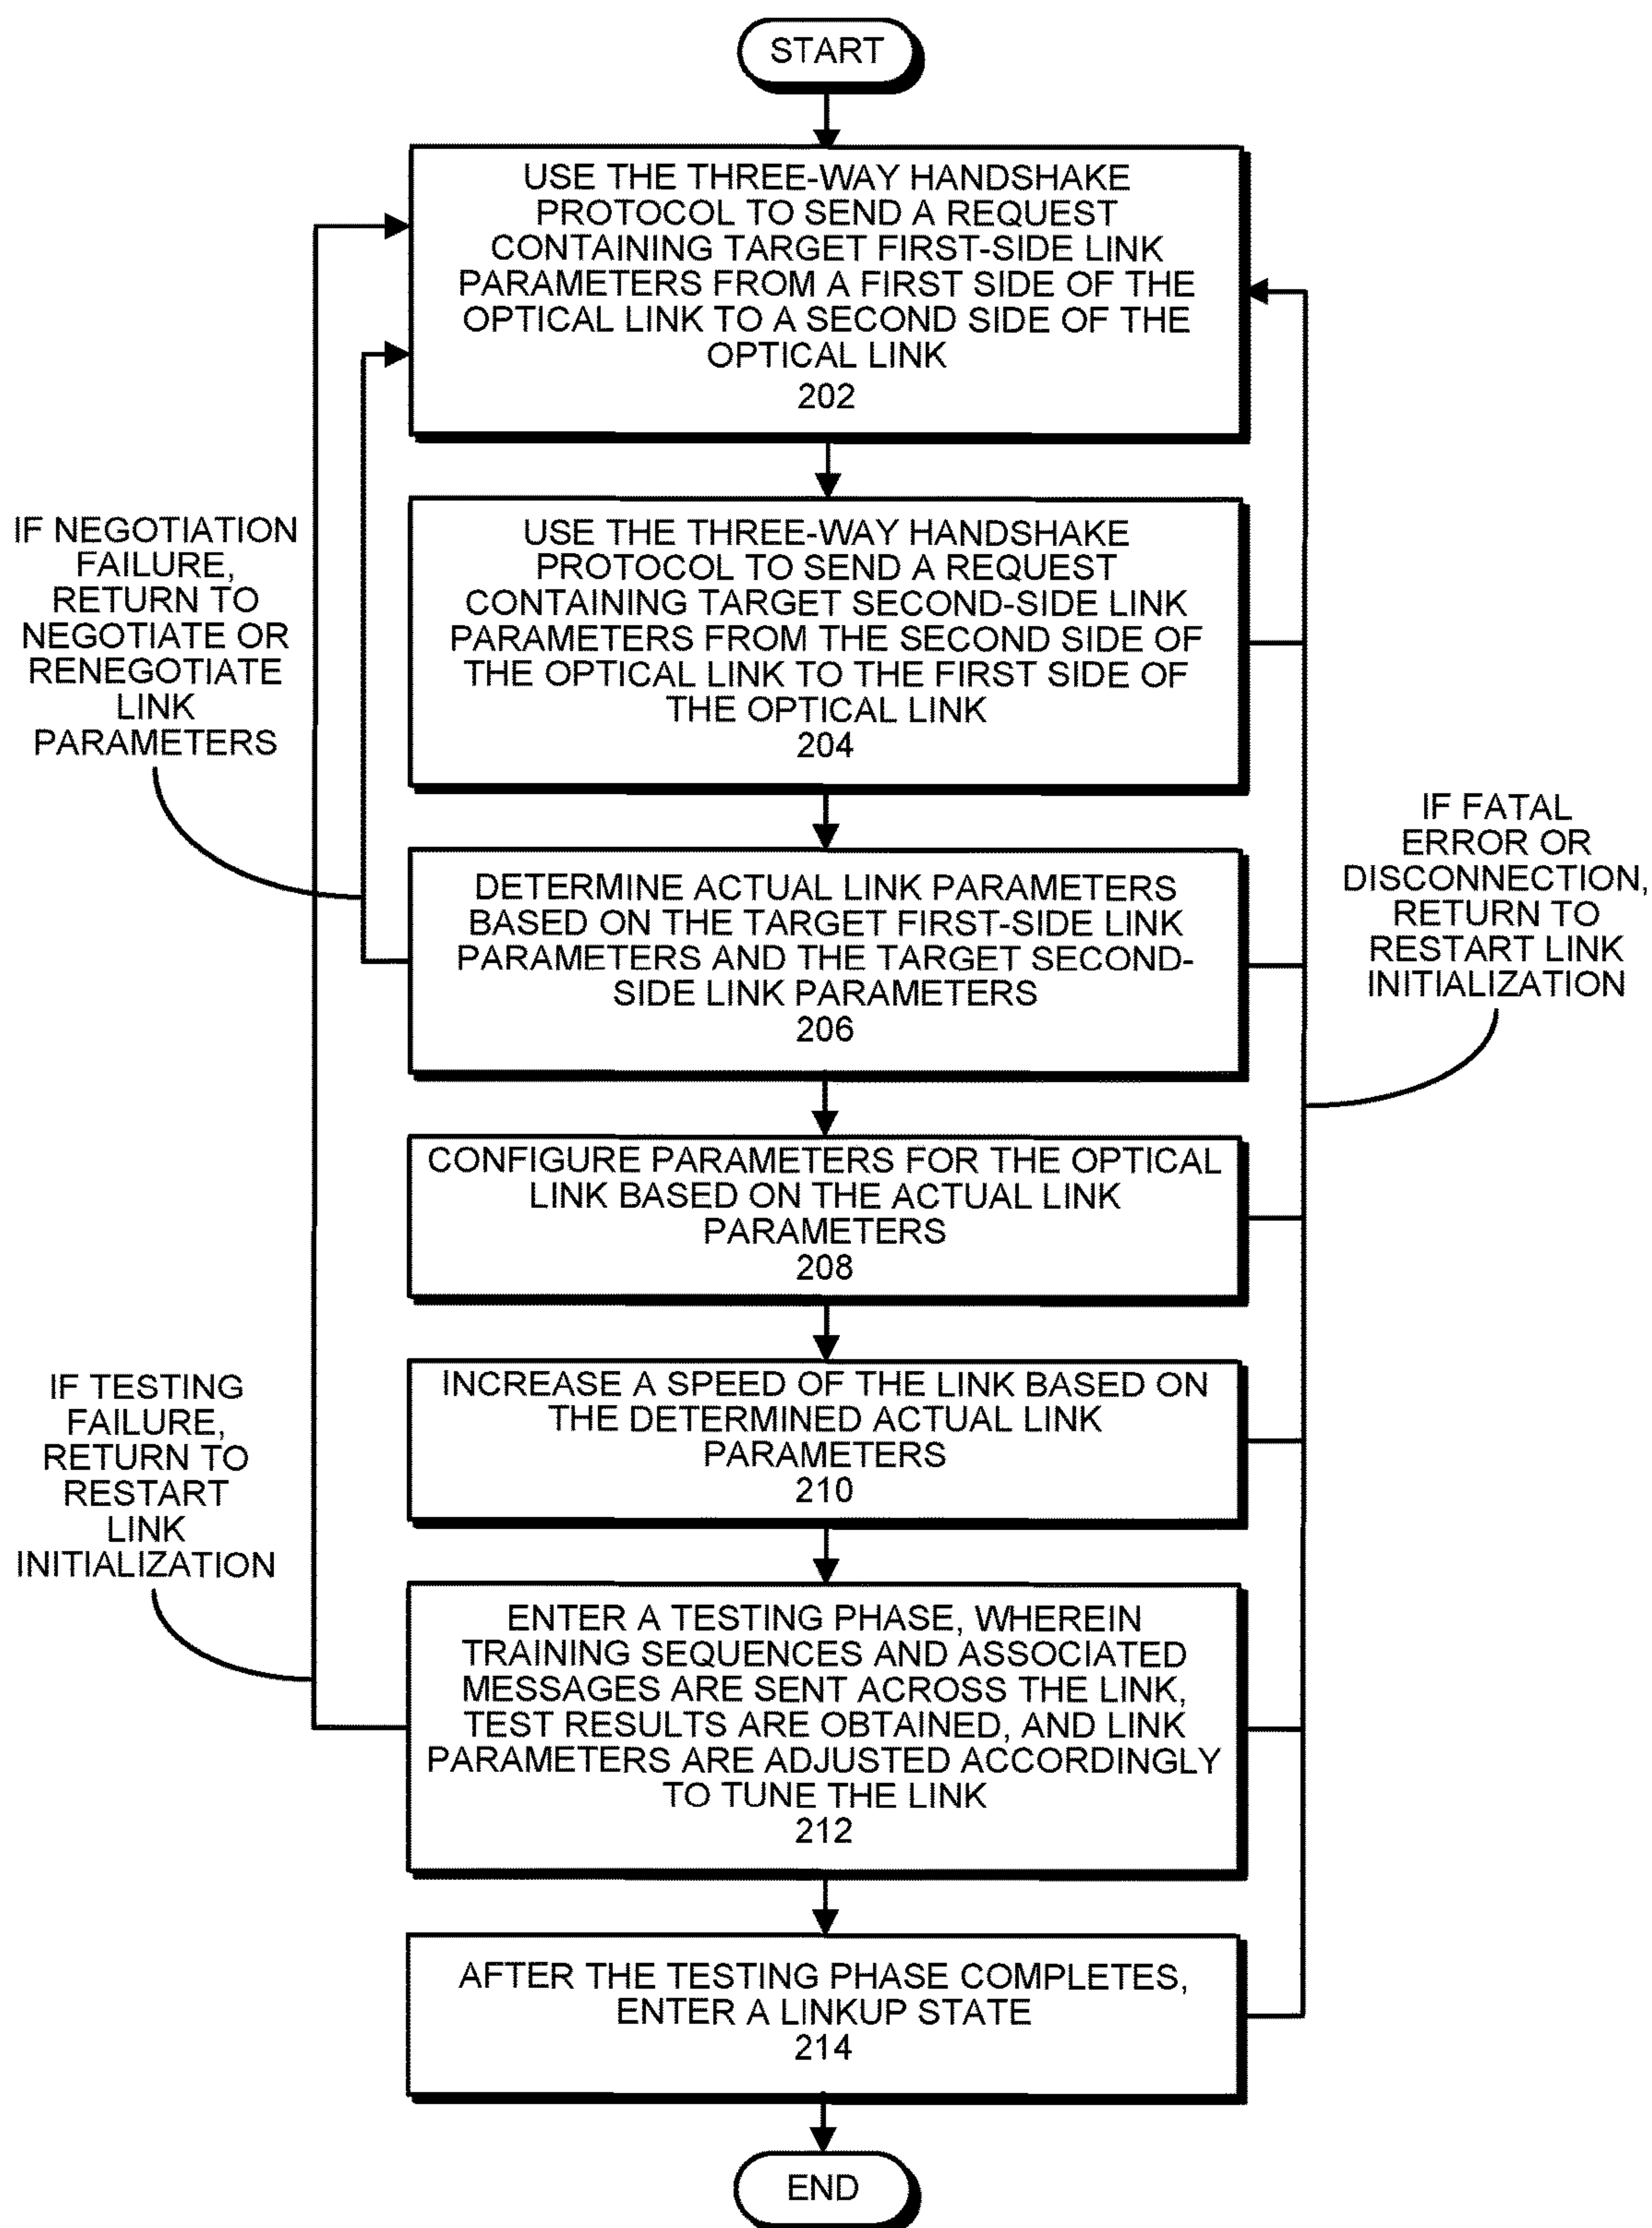 START
USE THE THREE-WAY HANDSHAKE
PROTOCOL TO SEND A REQUEST
CONTAINING TARGET FIRST-SIDE LINK
PARAMETERS FROM A FIRST SIDE OF THE
OPTICAL LINK TO A SECOND SIDE OF THE
OPTICAL LINK
202
IF NEGOTIATION
FAILURE,
RETURN TO
NEGOTIATE OR
RENEGOTIATE
LINK
PARAMETERS
USE THE THREE-WAY HANDSHAKE
PROTOCOL TO SEND A REQUEST
CONTAINING TARGET SECOND-SIDE LINK
PARAMETERS FROM THE SECOND SIDE OF
THE OPTICAL LINK TO THE FIRST SIDE OF
THE OPTICAL LINK
204
IF FATAL
ERROR OR
DISCONNECTION,
RETURN TO
RESTART LINK
INITIALIZATION
DETERMINE ACTUAL LINK PARAMETERS
BASED ON THE TARGET FIRST-SIDE LINK
PARAMETERS AND THE TARGET SECOND-
SIDE LINK PARAMETERS
206
CONFIGURE PARAMETERS FOR THE OPTICAL
LINK BASED ON THE ACTUAL LINK
PARAMETERS
208
INCREASE A SPEED OF THE LINK BASED ON
THE DETERMINED ACTUAL LINK
PARAMETERS
210
IF TESTING
FAILURE,
RETURN TO
RESTART
LINK
INITIALIZATION
ENTER A TESTING PHASE, WHEREIN
TRAINING SEQUENCES AND ASSOCIATED
MESSAGES ARE SENT ACROSS THE LINK,
TEST RESULTS ARE OBTAINED, AND LINK
PARAMETERS ARE ADJUSTED ACCORDINGLY
TO TUNE THE LINK
212
AFTER THE TESTING PHASE COMPLETES,
ENTER A LINKUP STATE
214
END